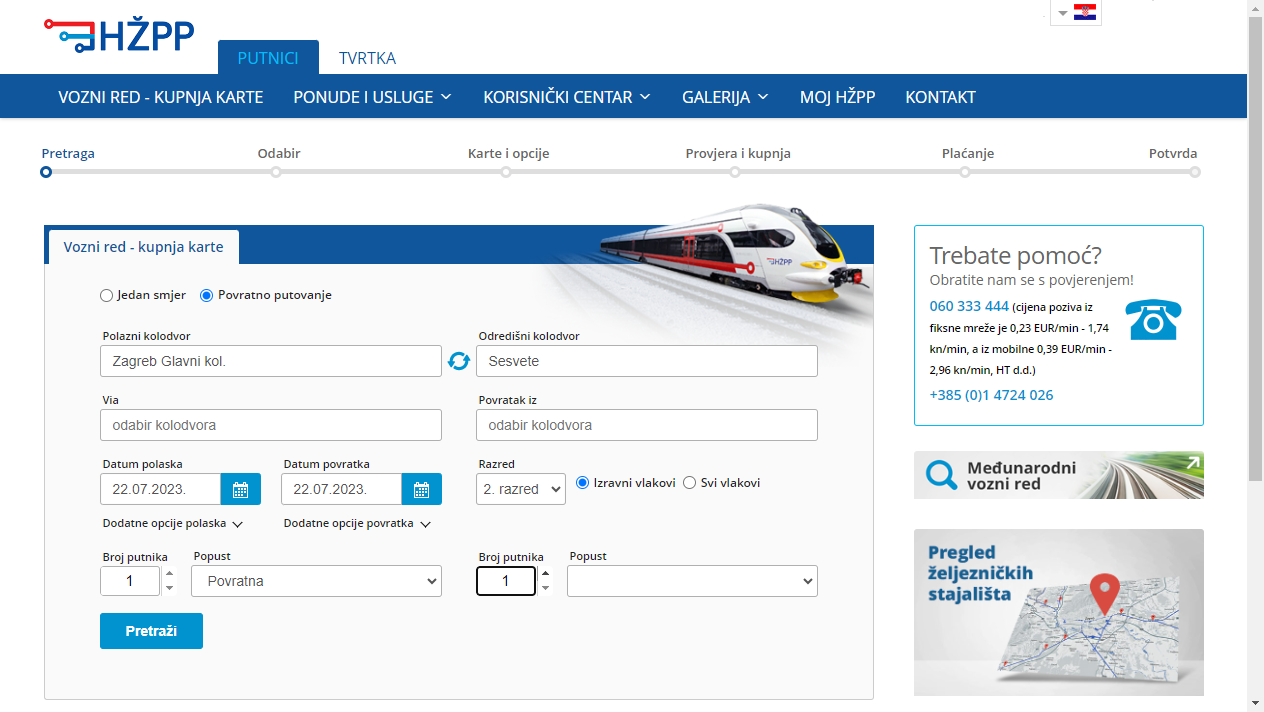 HŽPP
PUTNICI
TVRTKA
VOZNI RED - KUPNJA KARTE
PONUDE I USLUGE
KORISNIČKI CENTAR
GALERIJA
MOJ HŽPP
KONTAKT
Pretraga
Odabir
Karte i opcije
Provjera i kupnja
Plaćanje
Potvrda
Vozni red - kupnja karte
HŽPP
Jedan smjer
Povratno putovanje
Polazni kolodvor
Odredišni kolodvor
Zagreb Glavni kol.
Sesvete
Via
Povratak iz
odabir kolodvora
odabir kolodvora
Datum polaska
Datum povratka
Razred
22.07.2023.
22.07.2023.
2. razred
Izravni vlakovi
Svi vlakovi
Dodatne opcije polaska
Dodatne opcije povratka
Broj putnika
Popust
Broj putnika
Popust
1
Povratna
1
Pretraži
Trebate pomoć?
Obratite nam se s povjerenjem!
060 333 444 (cijena poziva iz
fiksne mreže je 0,23 EUR/min - 1,74
kn/min, a iz mobilne 0,39 EUR/min -
2,96 kn/min, HT d.d.)
+385 (0)1 4724 026
Međunarodni
vozni red
Pregled
željezničkih
stajališta